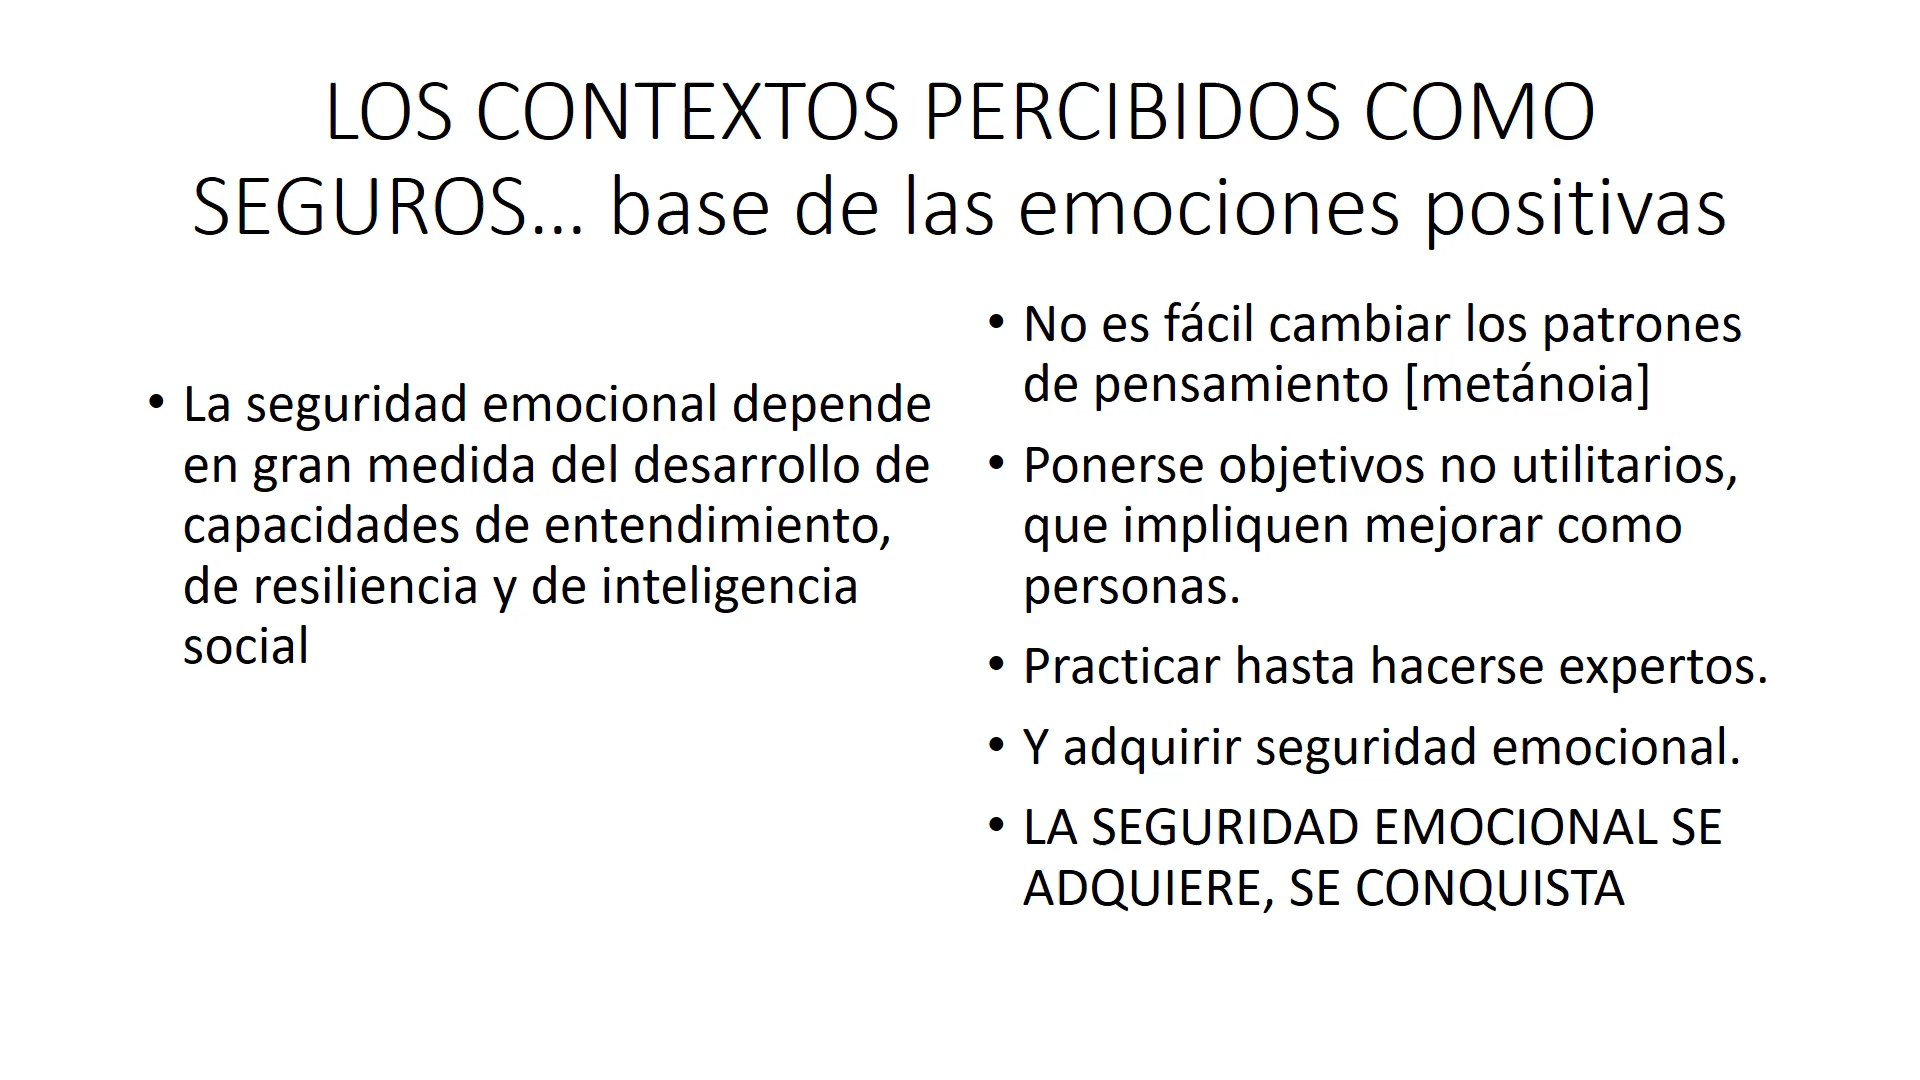 LOS CONTEXTOS PERCIBIDOS COMO
SEGUROS... base de las emociones positivas
• La seguridad emocional depende
en gran medida del desarrollo de
capacidades de entendimiento,
de resiliencia y de inteligencia
social
• No es fácil cambiar los patrones
de pensamiento [metánoia]
• Ponerse objetivos no utilitarios,
que impliquen mejorar como
personas.
• Practicar hasta hacerse expertos.
• Y adquirir seguridad emocional.
• LA SEGURIDAD EMOCIONAL SE
ADQUIERE, SE CONQUISTA